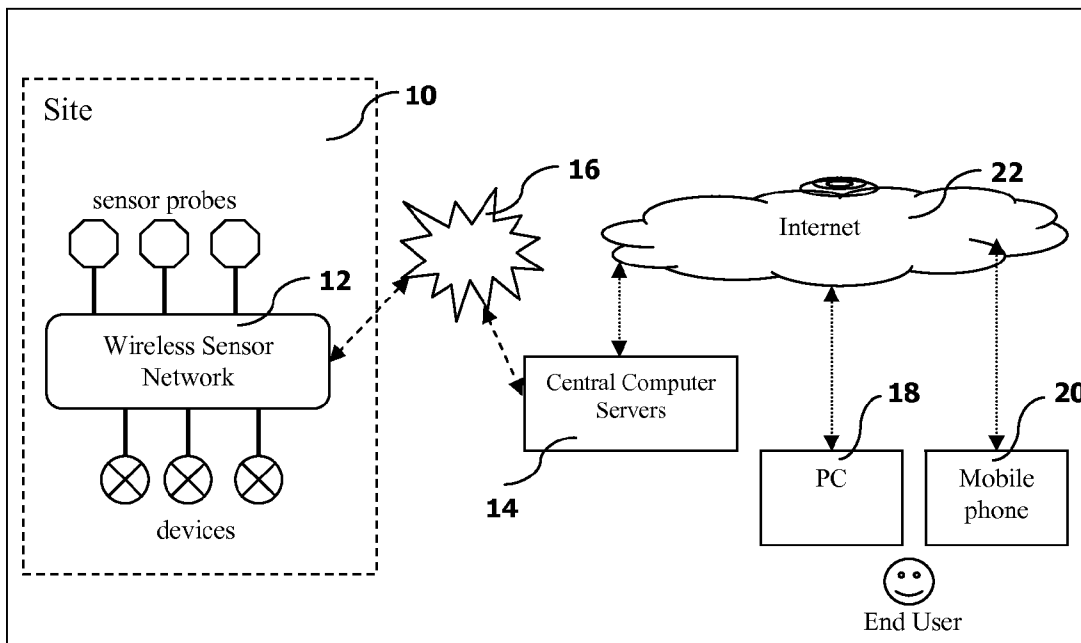 Site
10
sensor probes
12
Wireless Sensor
Network
devices
16
22
Internet
Central Computer
Servers
14
18
PC
20
Mobile
phone
End User